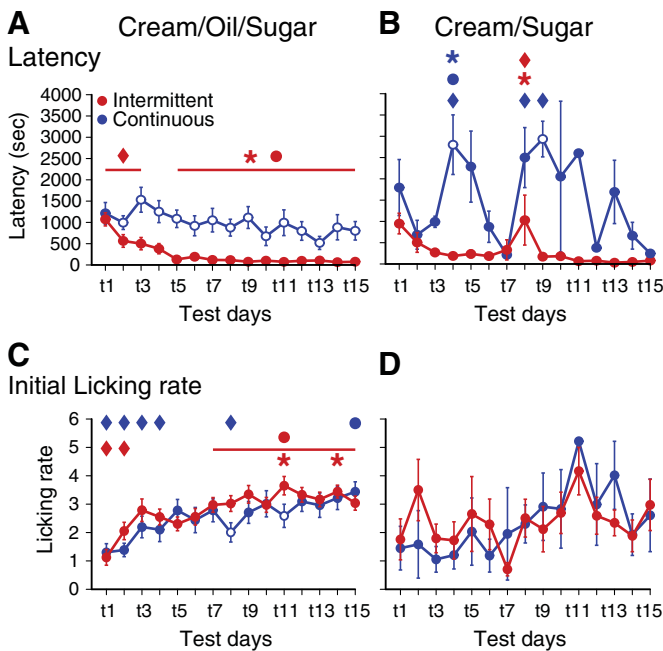 A Cream/Oil/Sugar
B Cream/Sugar
Latency
Latency (sec)
4000
3500
3000
2500
2000
1500
1000
500
0
Intermittent
Continuous
t1 t3 t5 t7 t9 t11 t13 t15
Test days
t1 t3 t5 t7 t9 t11 t13 t15
Test days
C
D
Initial Licking rate
Licking rate
6
5
4
3
2
1
0
t1 t3 t5 t7 t9 t11 t13 t15
Test days
t1 t3 t5 t7 t9 t11 t13 t15
Test days